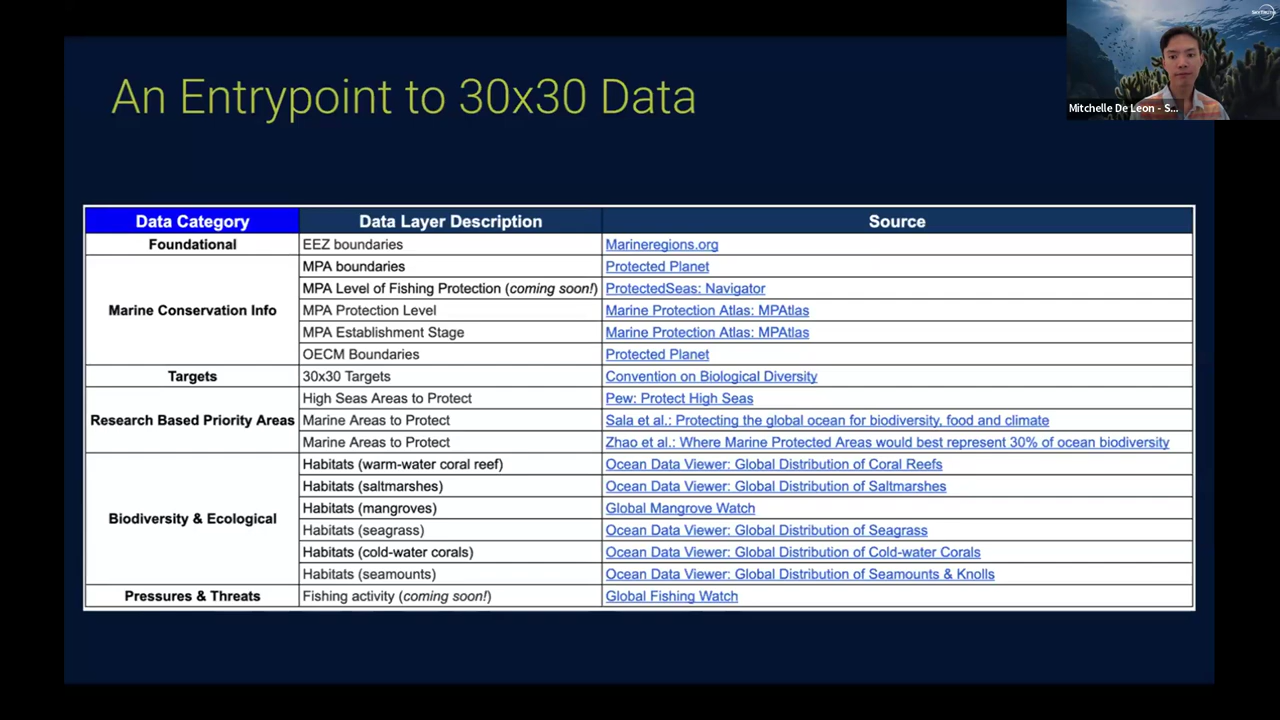 SKYTRUTH
Mitchelle De Leon - S...
An Entrypoint to 30x30 Data
Data Category Data Layer Description Source
Foundational EEZ boundaries Marineregions.org
Marine Conservation Info MPA boundaries Protected Planet
MPA Level of Fishing Protection (coming soon!) ProtectedSeas: Navigator
MPA Protection Level Marine Protection Atlas: MPAtlas
MPA Establishment Stage Marine Protection Atlas: MPAtlas
OECM Boundaries Protected Planet
Targets 30x30 Targets Convention on Biological Diversity
Research Based Priority Areas High Seas Areas to Protect Pew: Protect High Seas
Marine Areas to Protect Sala et al.: Protecting the global ocean for biodiversity, food and climate
Marine Areas to Protect Zhao et al.: Where Marine Protected Areas would best represent 30% of ocean biodiversity
Biodiversity & Ecological Habitats (warm-water coral reef) Ocean Data Viewer: Global Distribution of Coral Reefs
Habitats (saltmarshes) Ocean Data Viewer: Global Distribution of Saltmarshes
Habitats (mangroves) Global Mangrove Watch
Habitats (seagrass) Ocean Data Viewer: Global Distribution of Seagrass
Habitats (cold-water corals) Ocean Data Viewer: Global Distribution of Cold-water Corals
Habitats (seamounts) Ocean Data Viewer: Global Distribution of Seamounts & Knolls
Pressures & Threats Fishing activity (coming soon!) Global Fishing Watch